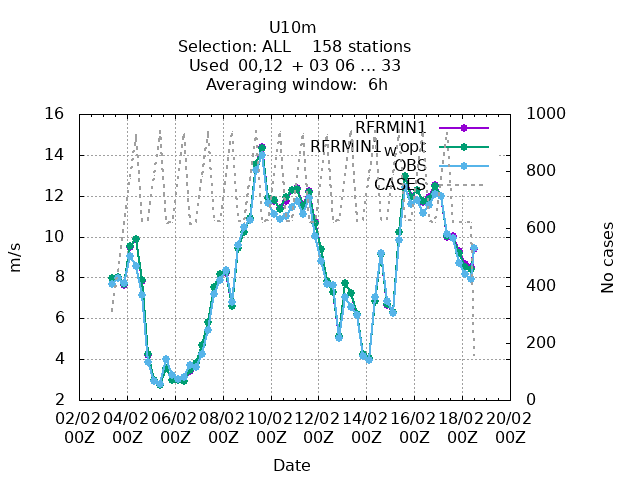 U10m
Selection: ALL 158 stations
Used 00,12 + 03 06 ... 33
Averaging window: 6h
16 1000
RFRMIN1
14
RFRMIN1_wopt
OBS
800
CASES
12
600
10
m/s
No cases
8 400
6
200
4
2 0
02/02 04/02 06/02 08/02 10/02 12/02 14/02 16/02 18/02 20/02
00Z 00Z 00Z 00Z 00Z 00Z 00Z 00Z 00Z 00Z
Date